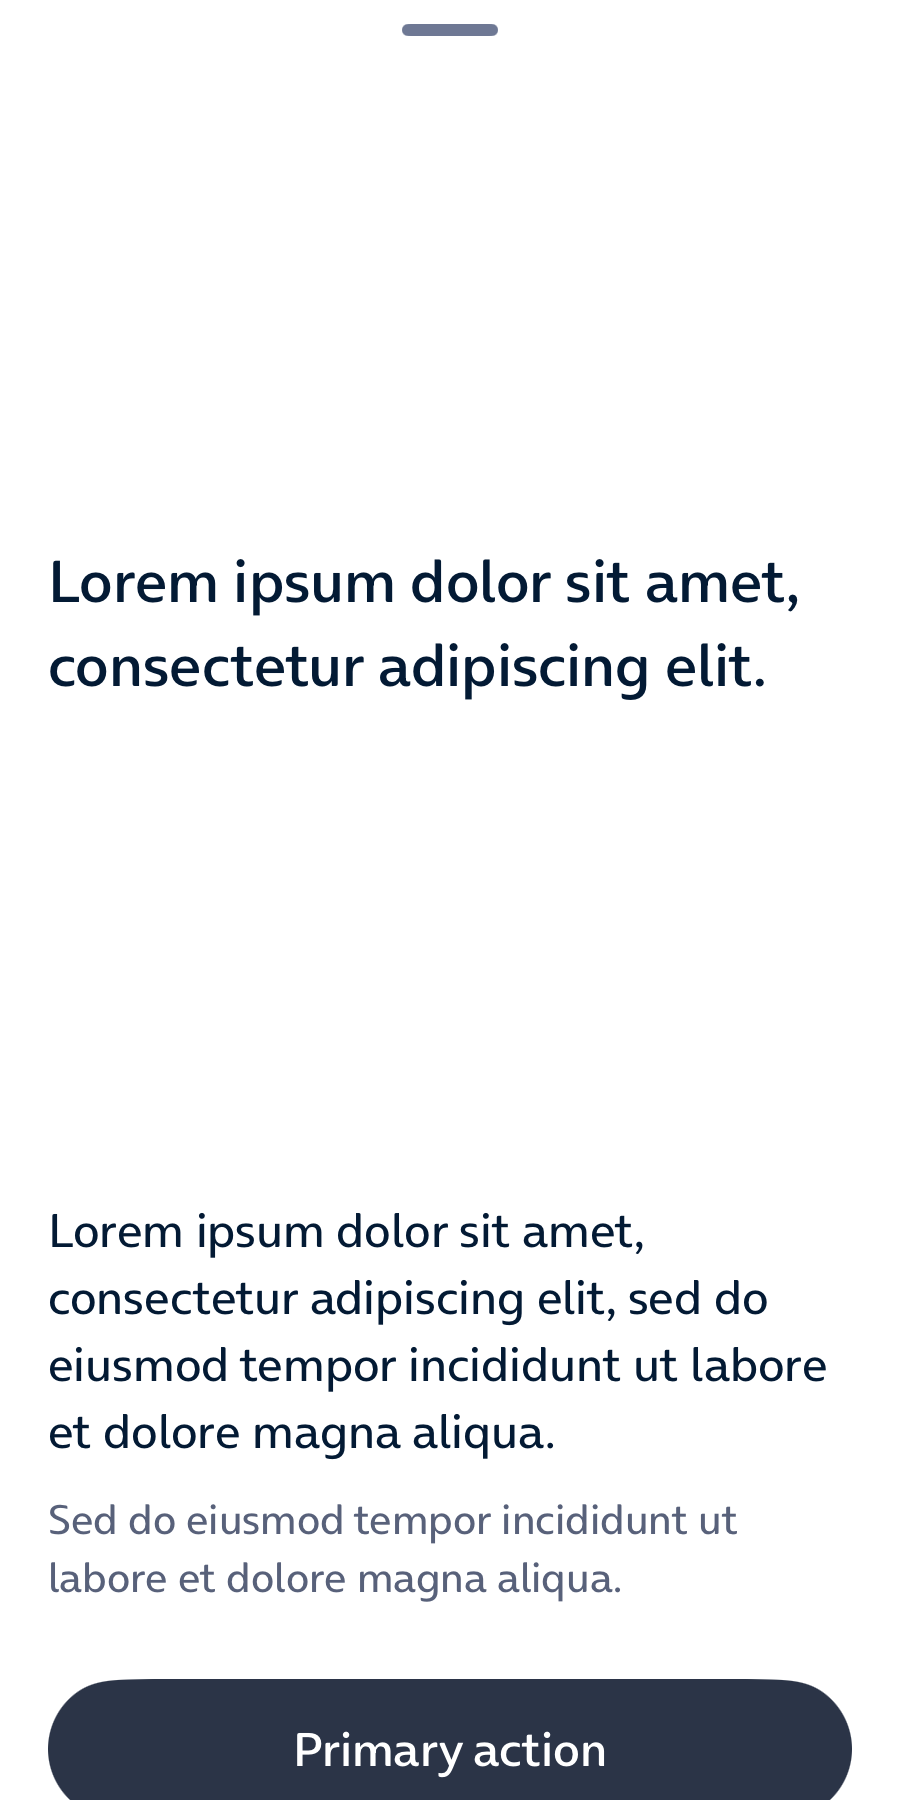 Lorem ipsum dolor sit amet,
consectetur adipiscing elit.
Lorem ipsum dolor sit amet,
consectetur adipiscing elit, sed do
eiusmod tempor incididunt ut labore
et dolore magna aliqua.
Sed do eiusmod tempor incididunt ut
labore et dolore magna aliqua.
Primary action